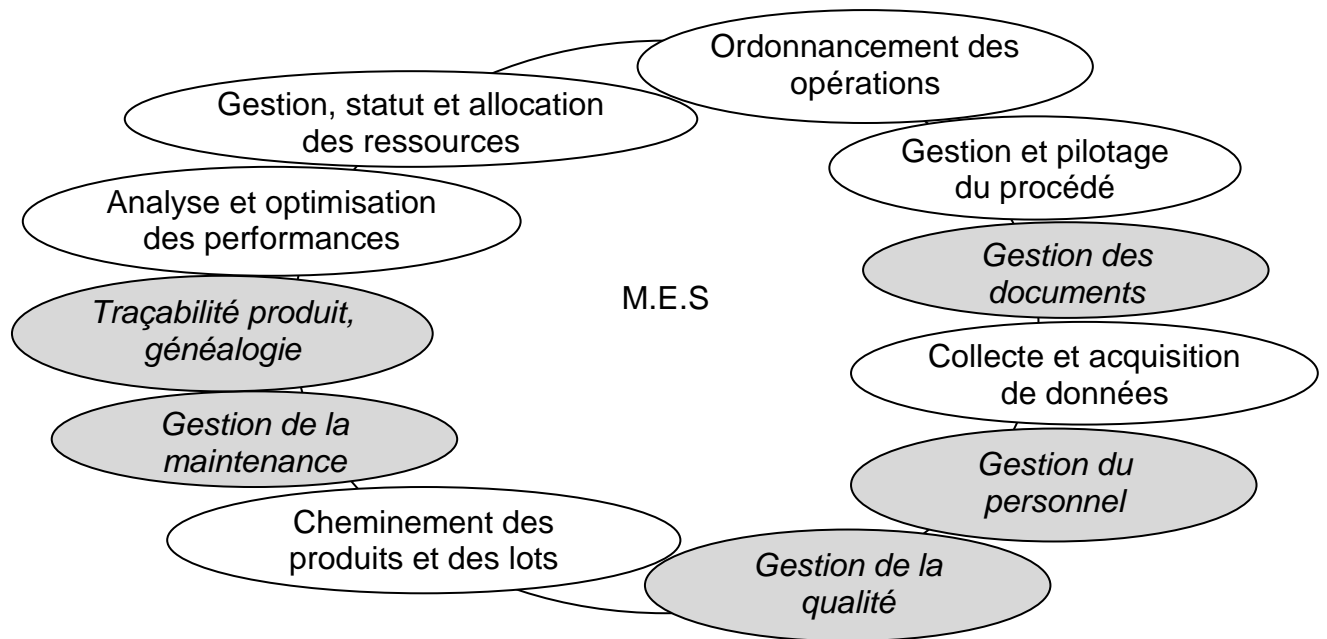 Ordonnancement des
opérations
Gestion, statut et allocation
des ressources
Gestion et pilotage
du procédé
Analyse et optimisation
des performances
Gestion des
documents
M.E.S
Traçabilité produit,
généalogie
Collecte et acquisition
de données
Gestion de la
maintenance
Gestion du
personnel
Cheminement des
produits et des lots
Gestion de la
qualité